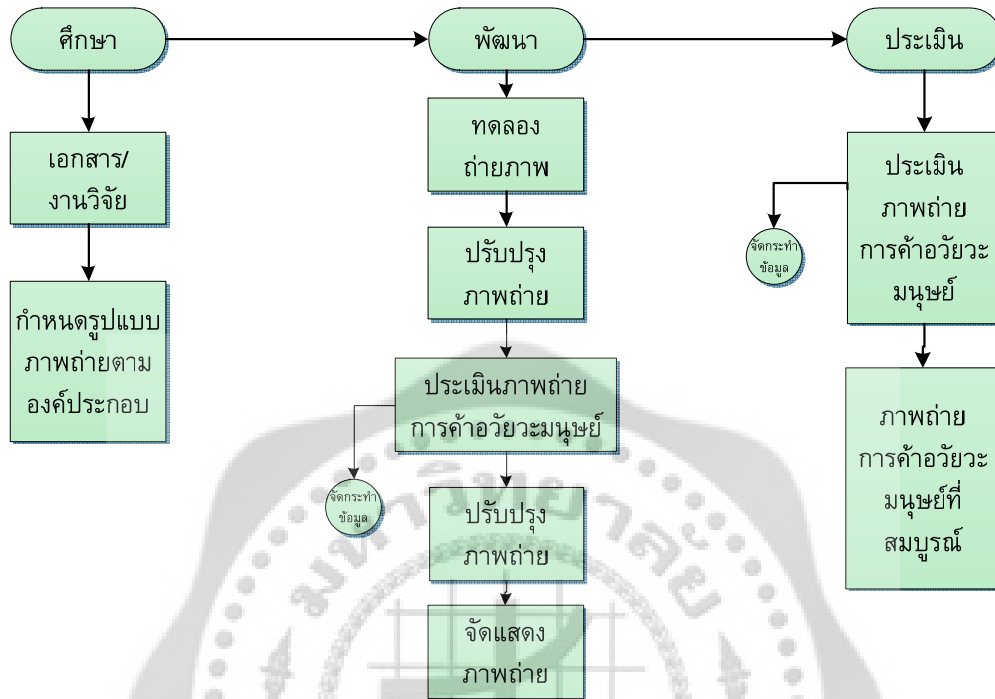 ศึกษา
เอกสาร/
งานวิจัย
กำหนดรูปแบบ
ภาพถ่ายตาม
องค์ประกอบ
พัฒนา
ทดลอง
ถ่ายภาพ
ปรับปรุง
ภาพถ่าย
ประเมินภาพถ่าย
การค้าอวัยวะมนุษย์
จัดกระทำ
ข้อมูล
ปรับปรุง
ภาพถ่าย
จัดแสดง
ภาพถ่าย
ประเมิน
ประเมิน
ภาพถ่าย
การค้าอวัยวะ
มนุษย์
จัดกระทำ
ข้อมูล
ภาพถ่าย
การค้าอวัยวะ
มนุษย์ที่
สมบูรณ์
มหาวิทยาลัย